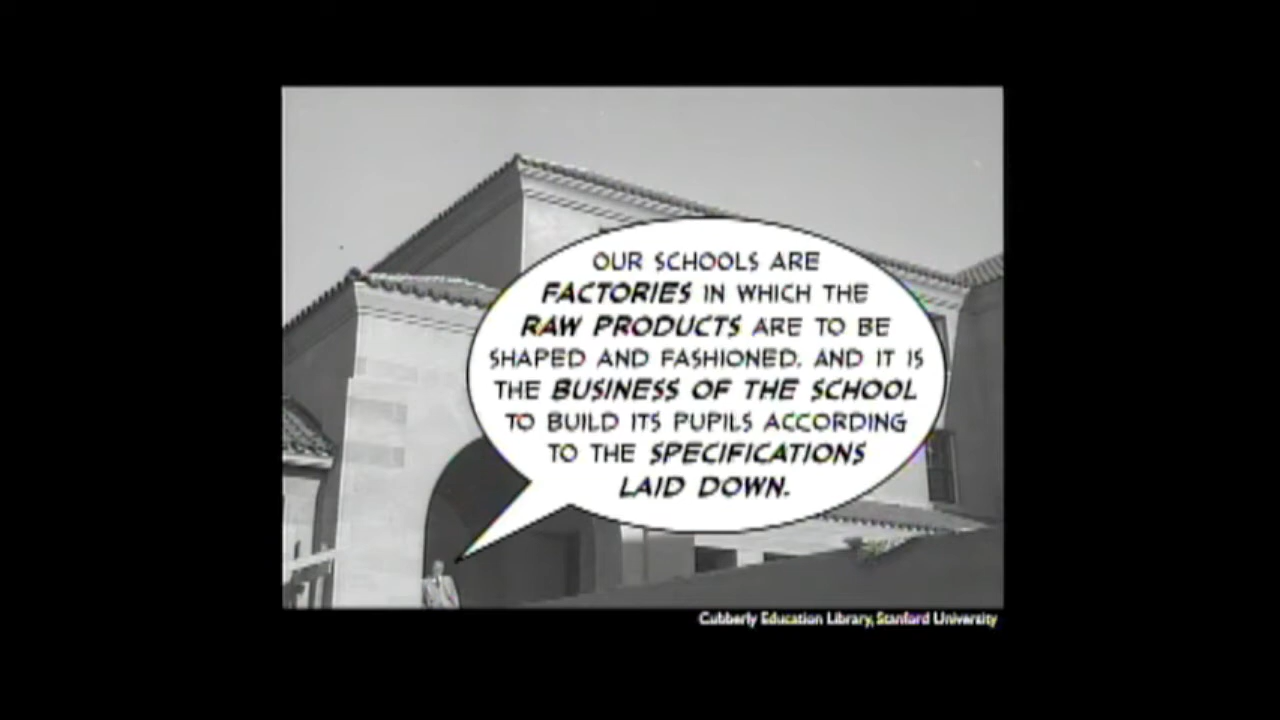 OUR SCHOOLS ARE
FACTORIES IN WHICH THE
RAW PRODUCTS ARE TO BE
SHAPED AND FASHIONED. AND IT IS
THE BUSINESS OF THE SCHOOL
TO BUILD ITS PUPILS ACCORDING
TO THE SPECIFICATIONS
LAID DOWN.
Cubberly Education Library, Stanford University